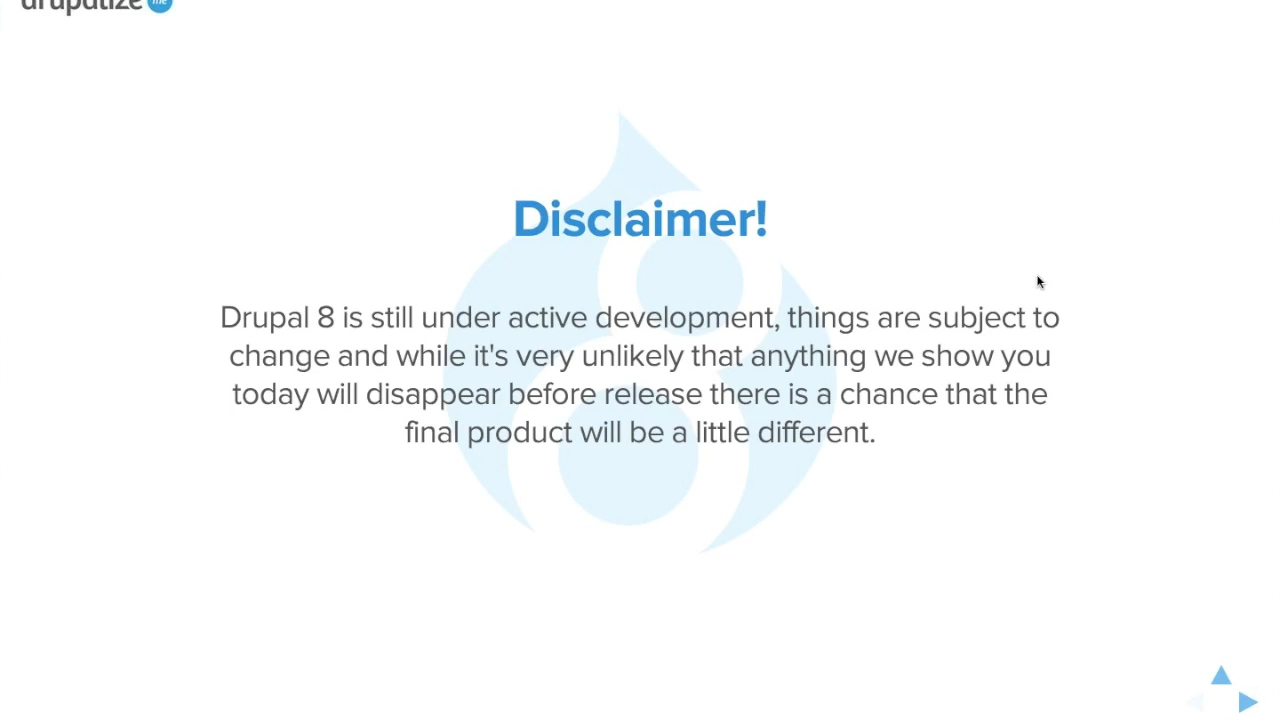 drupalize me
Disclaimer!
Drupal 8 is still under active development, things are subject to
change and while it's very unlikely that anything we show you
today will disappear before release there is a chance that the
final product will be a little different.